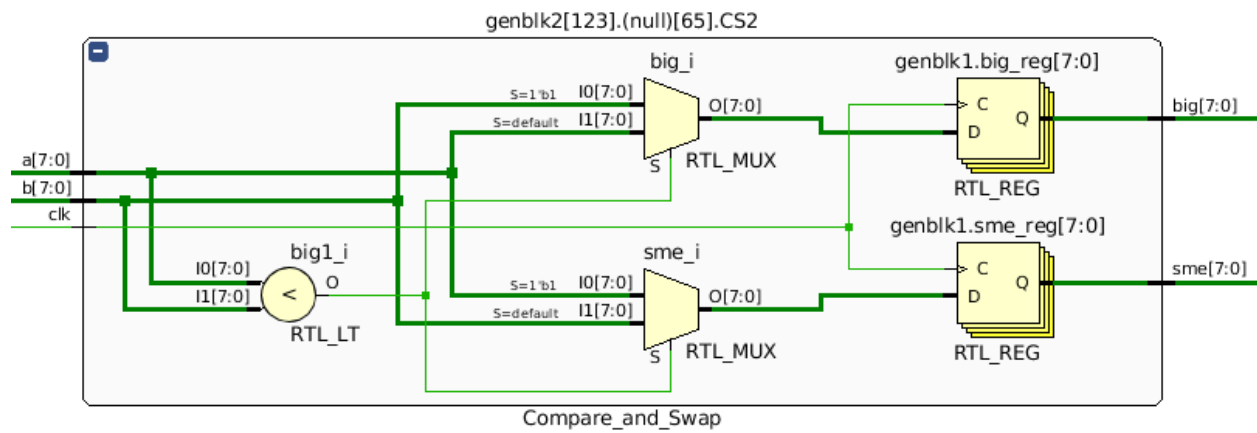 genblk2[123].(null)[65].CS2
big_i
genblk1.big_reg[7:0]
S=1'b1 I0[7:0]
S=default I1[7:0]
O[7:0]
S
RTL_MUX
C
D
Q
RTL_REG
big[7:0]
a[7:0]
b[7:0]
clk
big1_i
I0[7:0]
I1[7:0]
<
O
RTL_LT
sme_i
genblk1.sme_reg[7:0]
S=1'b1 I0[7:0]
S=default I1[7:0]
O[7:0]
S
RTL_MUX
C
D
Q
RTL_REG
sme[7:0]
Compare_and_Swap